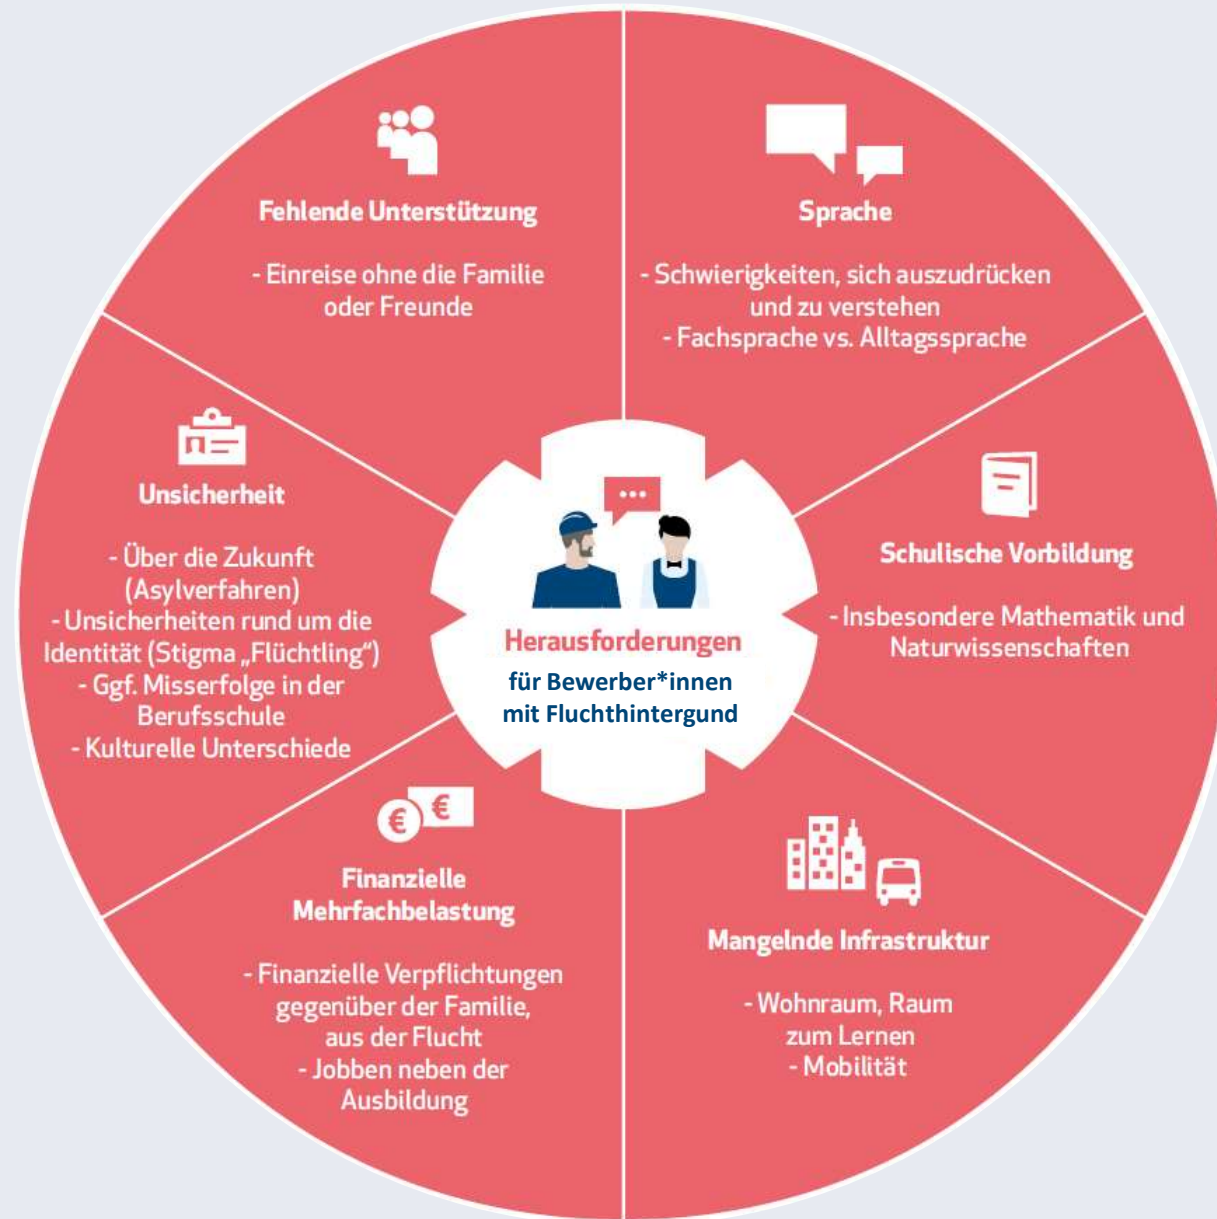 Fehlende Unterstützung
- Einreise ohne die Familie
oder Freunde
Sprache
- Schwierigkeiten, sich auszudrücken
und zu verstehen
- Fachsprache vs. Alltagssprache
Unsicherheit
- Über die Zukunft
(Asylverfahren)
- Unsicherheiten rund um die
Identität (Stigma „Flüchtling“)
- Ggf. Misserfolge in der
Berufsschule
- Kulturelle Unterschiede
Herausforderungen
für Bewerber*innen
mit Fluchthintergund
Schulische Vorbildung
- Insbesondere Mathematik und
Naturwissenschaften
€ €
Finanzielle
Mehrfachbelastung
- Finanzielle Verpflichtungen
gegenüber der Familie,
aus der Flucht
- Jobben neben der
Ausbildung
Mangelnde Infrastruktur
- Wohnraum, Raum
zum Lernen
- Mobilität